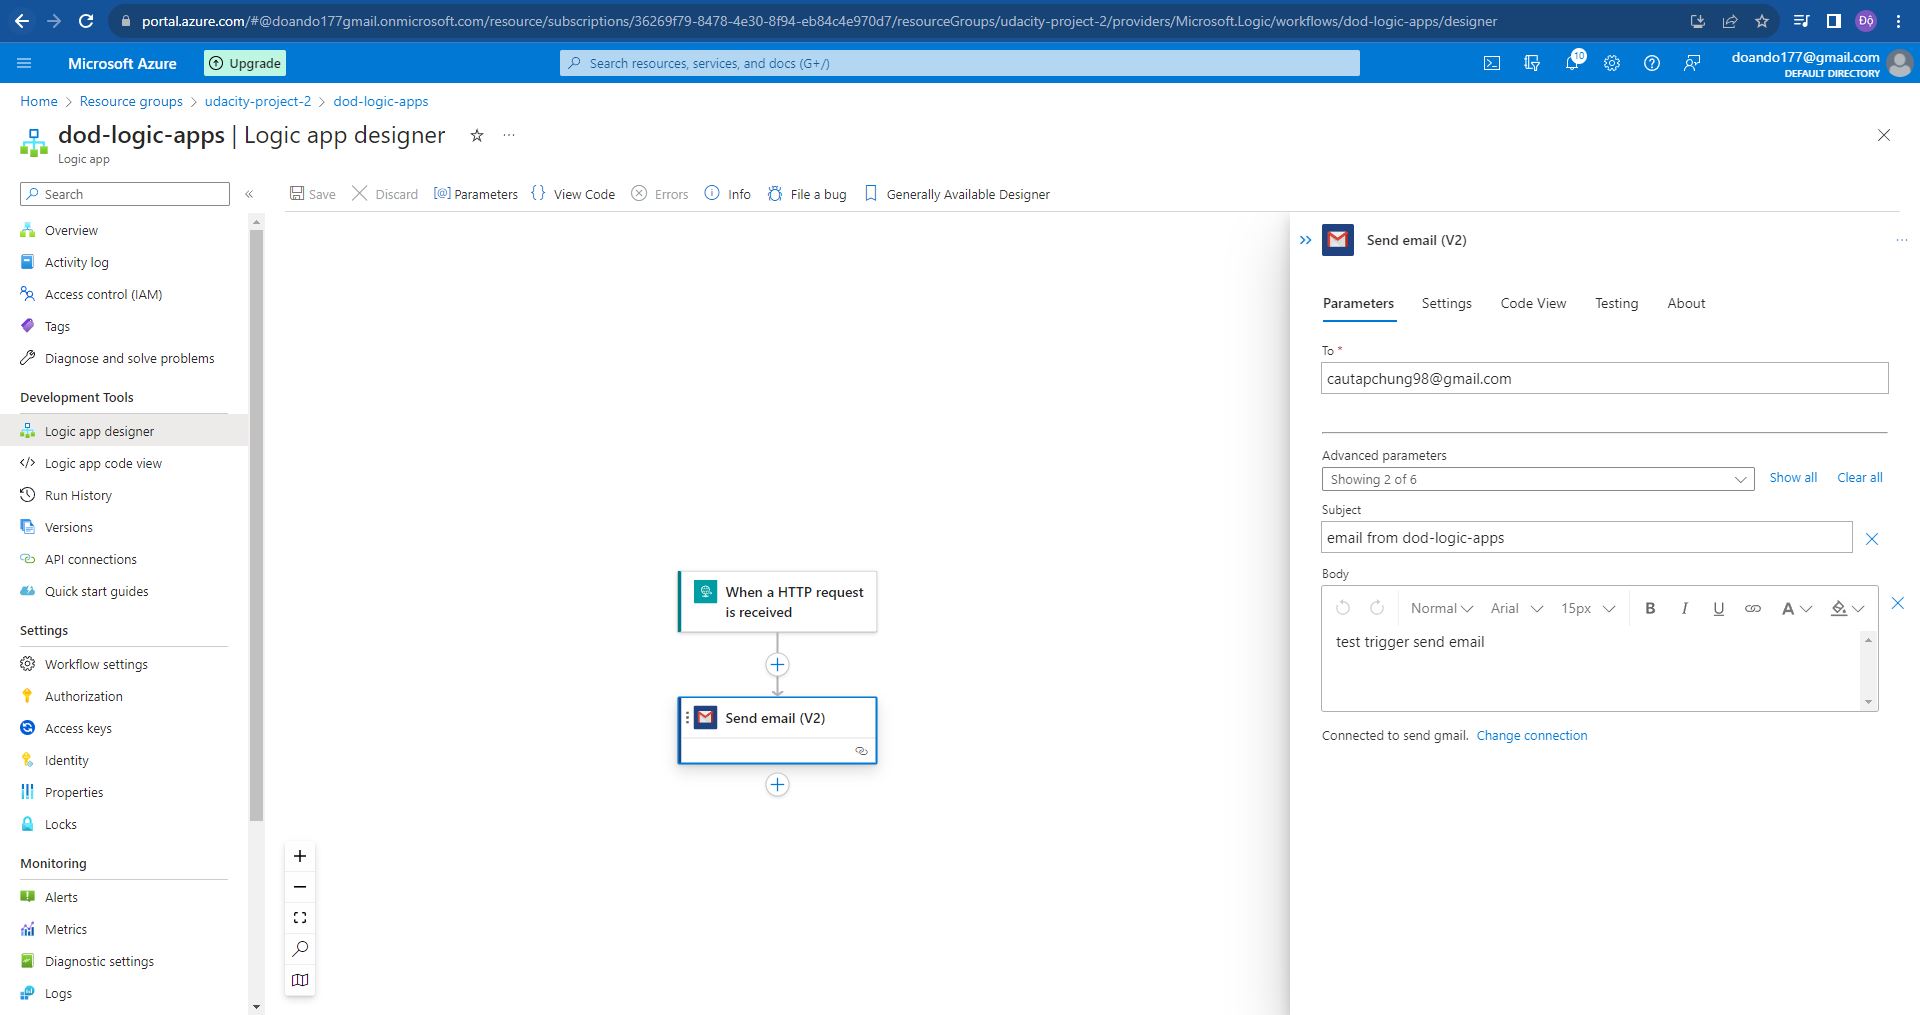 portal.azure.com/#@doando177gmail.onmicrosoft.com/resource/subscriptions/36269f79-8478-4e30-8f94-eb84c4e970d7/resourceGroups/udacity-project-2/providers/Microsoft.Logic/workflows/dod-logic-apps/designer
Độ
Microsoft Azure
Upgrade
Search resources, services, and docs (G+/)
10
doando177@gmail.com
DEFAULT DIRECTORY
Home > Resource groups > udacity-project-2 > dod-logic-apps
dod-logic-apps | Logic app designer
Logic app
Search
Save
Discard
[@] Parameters
{} View Code
Errors
Info
File a bug
Generally Available Designer
Overview
Activity log
Access control (IAM)
Tags
Diagnose and solve problems
Development Tools
Logic app designer
Logic app code view
Run History
Versions
API connections
Quick start guides
Settings
Workflow settings
Authorization
Access keys
Identity
Properties
Locks
Monitoring
Alerts
Metrics
Diagnostic settings
Logs
When a HTTP request
is received
Send email (V2)
Send email (V2)
Parameters
Settings
Code View
Testing
About
To *
cautapchung98@gmail.com
Advanced parameters
Showing 2 of 6
Show all
Clear all
Subject
email from dod-logic-apps
Body
Normal
Arial
15px
B
I
U
A
test trigger send email
Connected to send gmail. Change connection